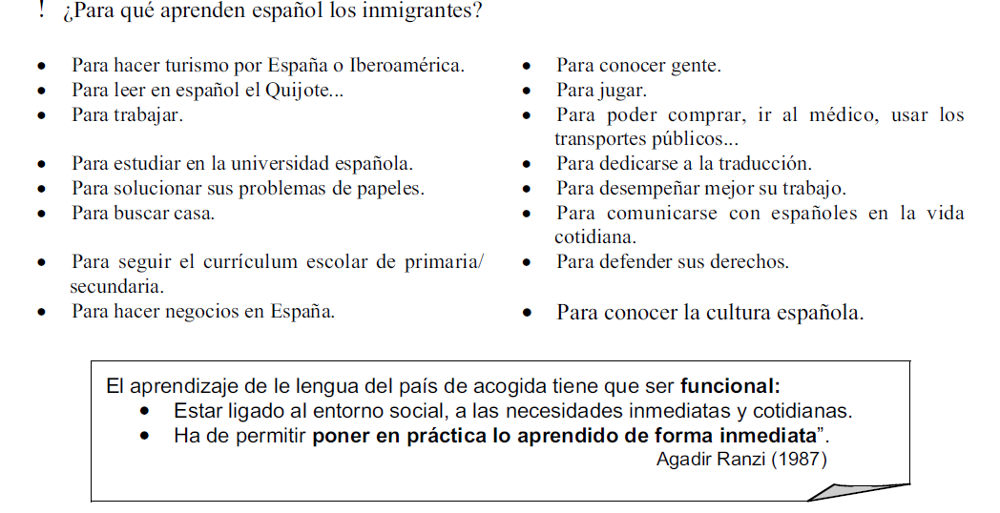 ! ¿Para qué aprenden español los inmigrantes?
• Para hacer turismo por España o Iberoamérica.
• Para leer en español el Quijote...
• Para trabajar.
• Para estudiar en la universidad española.
• Para solucionar sus problemas de papeles.
• Para buscar casa.
• Para seguir el currículum escolar de primaria/
secundaria.
• Para hacer negocios en España.
• Para conocer gente.
• Para jugar.
• Para poder comprar, ir al médico, usar los
transportes públicos...
• Para dedicarse a la traducción.
• Para desempeñar mejor su trabajo.
• Para comunicarse con españoles en la vida
cotidiana.
• Para defender sus derechos.
• Para conocer la cultura española.
El aprendizaje de le lengua del país de acogida tiene que ser funcional:
• Estar ligado al entorno social, a las necesidades inmediatas y cotidianas.
• Ha de permitir poner en práctica lo aprendido de forma inmediata”.
Agadir Ranzi (1987)